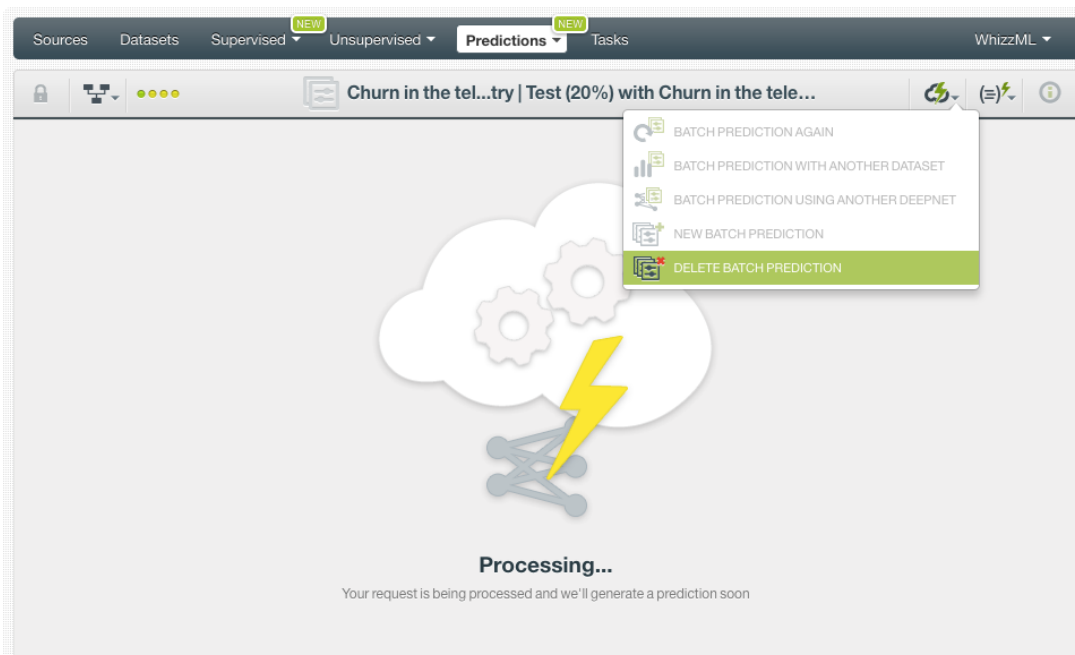 NEW NEW
Sources Datasets Supervised Unsupervised Predictions Tasks WhizzML
Churn in the tel...try | Test (20%) with Churn in the tele...
BATCH PREDICTION AGAIN
BATCH PREDICTION WITH ANOTHER DATASET
BATCH PREDICTION USING ANOTHER DEEPNET
NEW BATCH PREDICTION
DELETE BATCH PREDICTION
Processing...
Your request is being processed and we'll generate a prediction soon